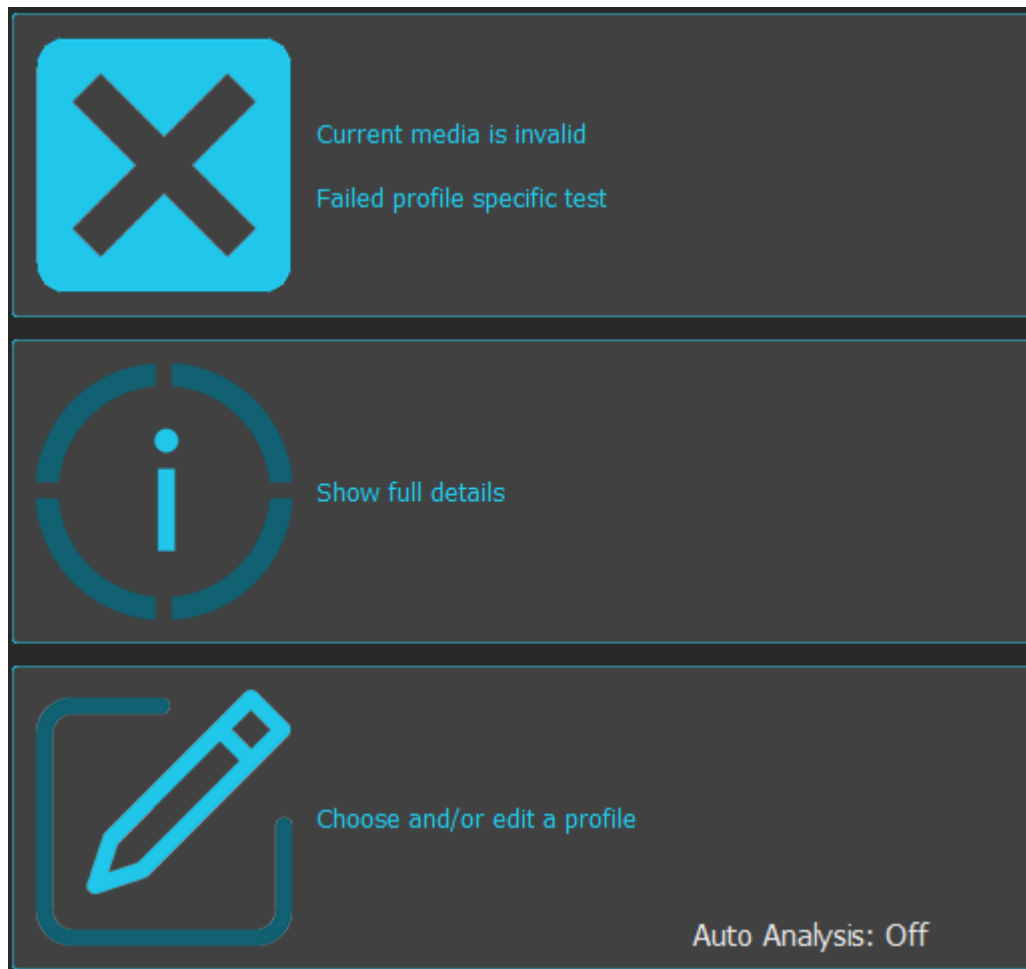 Current media is invalid
Failed profile specific test
Show full details
Choose and/or edit a profile
Auto Analysis: Off